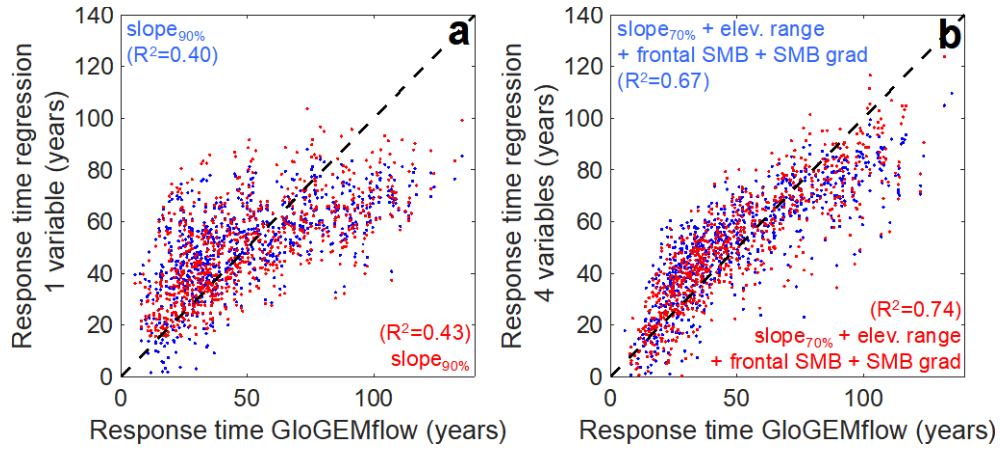 a
slope90%
(R²=0.40)
140
120
100
80
60
40
20
0
0 50 100
(R²=0.43)
slope90%
Response time regression
1 variable (years)
Response time GloGEMflow (years)
b
slope70% + elev. range
+ frontal SMB + SMB grad
(R²=0.67)
140
120
100
80
60
40
20
0
0 50 100
(R²=0.74)
slope70% + elev. range
+ frontal SMB + SMB grad
Response time regression
4 variables (years)
Response time GloGEMflow (years)